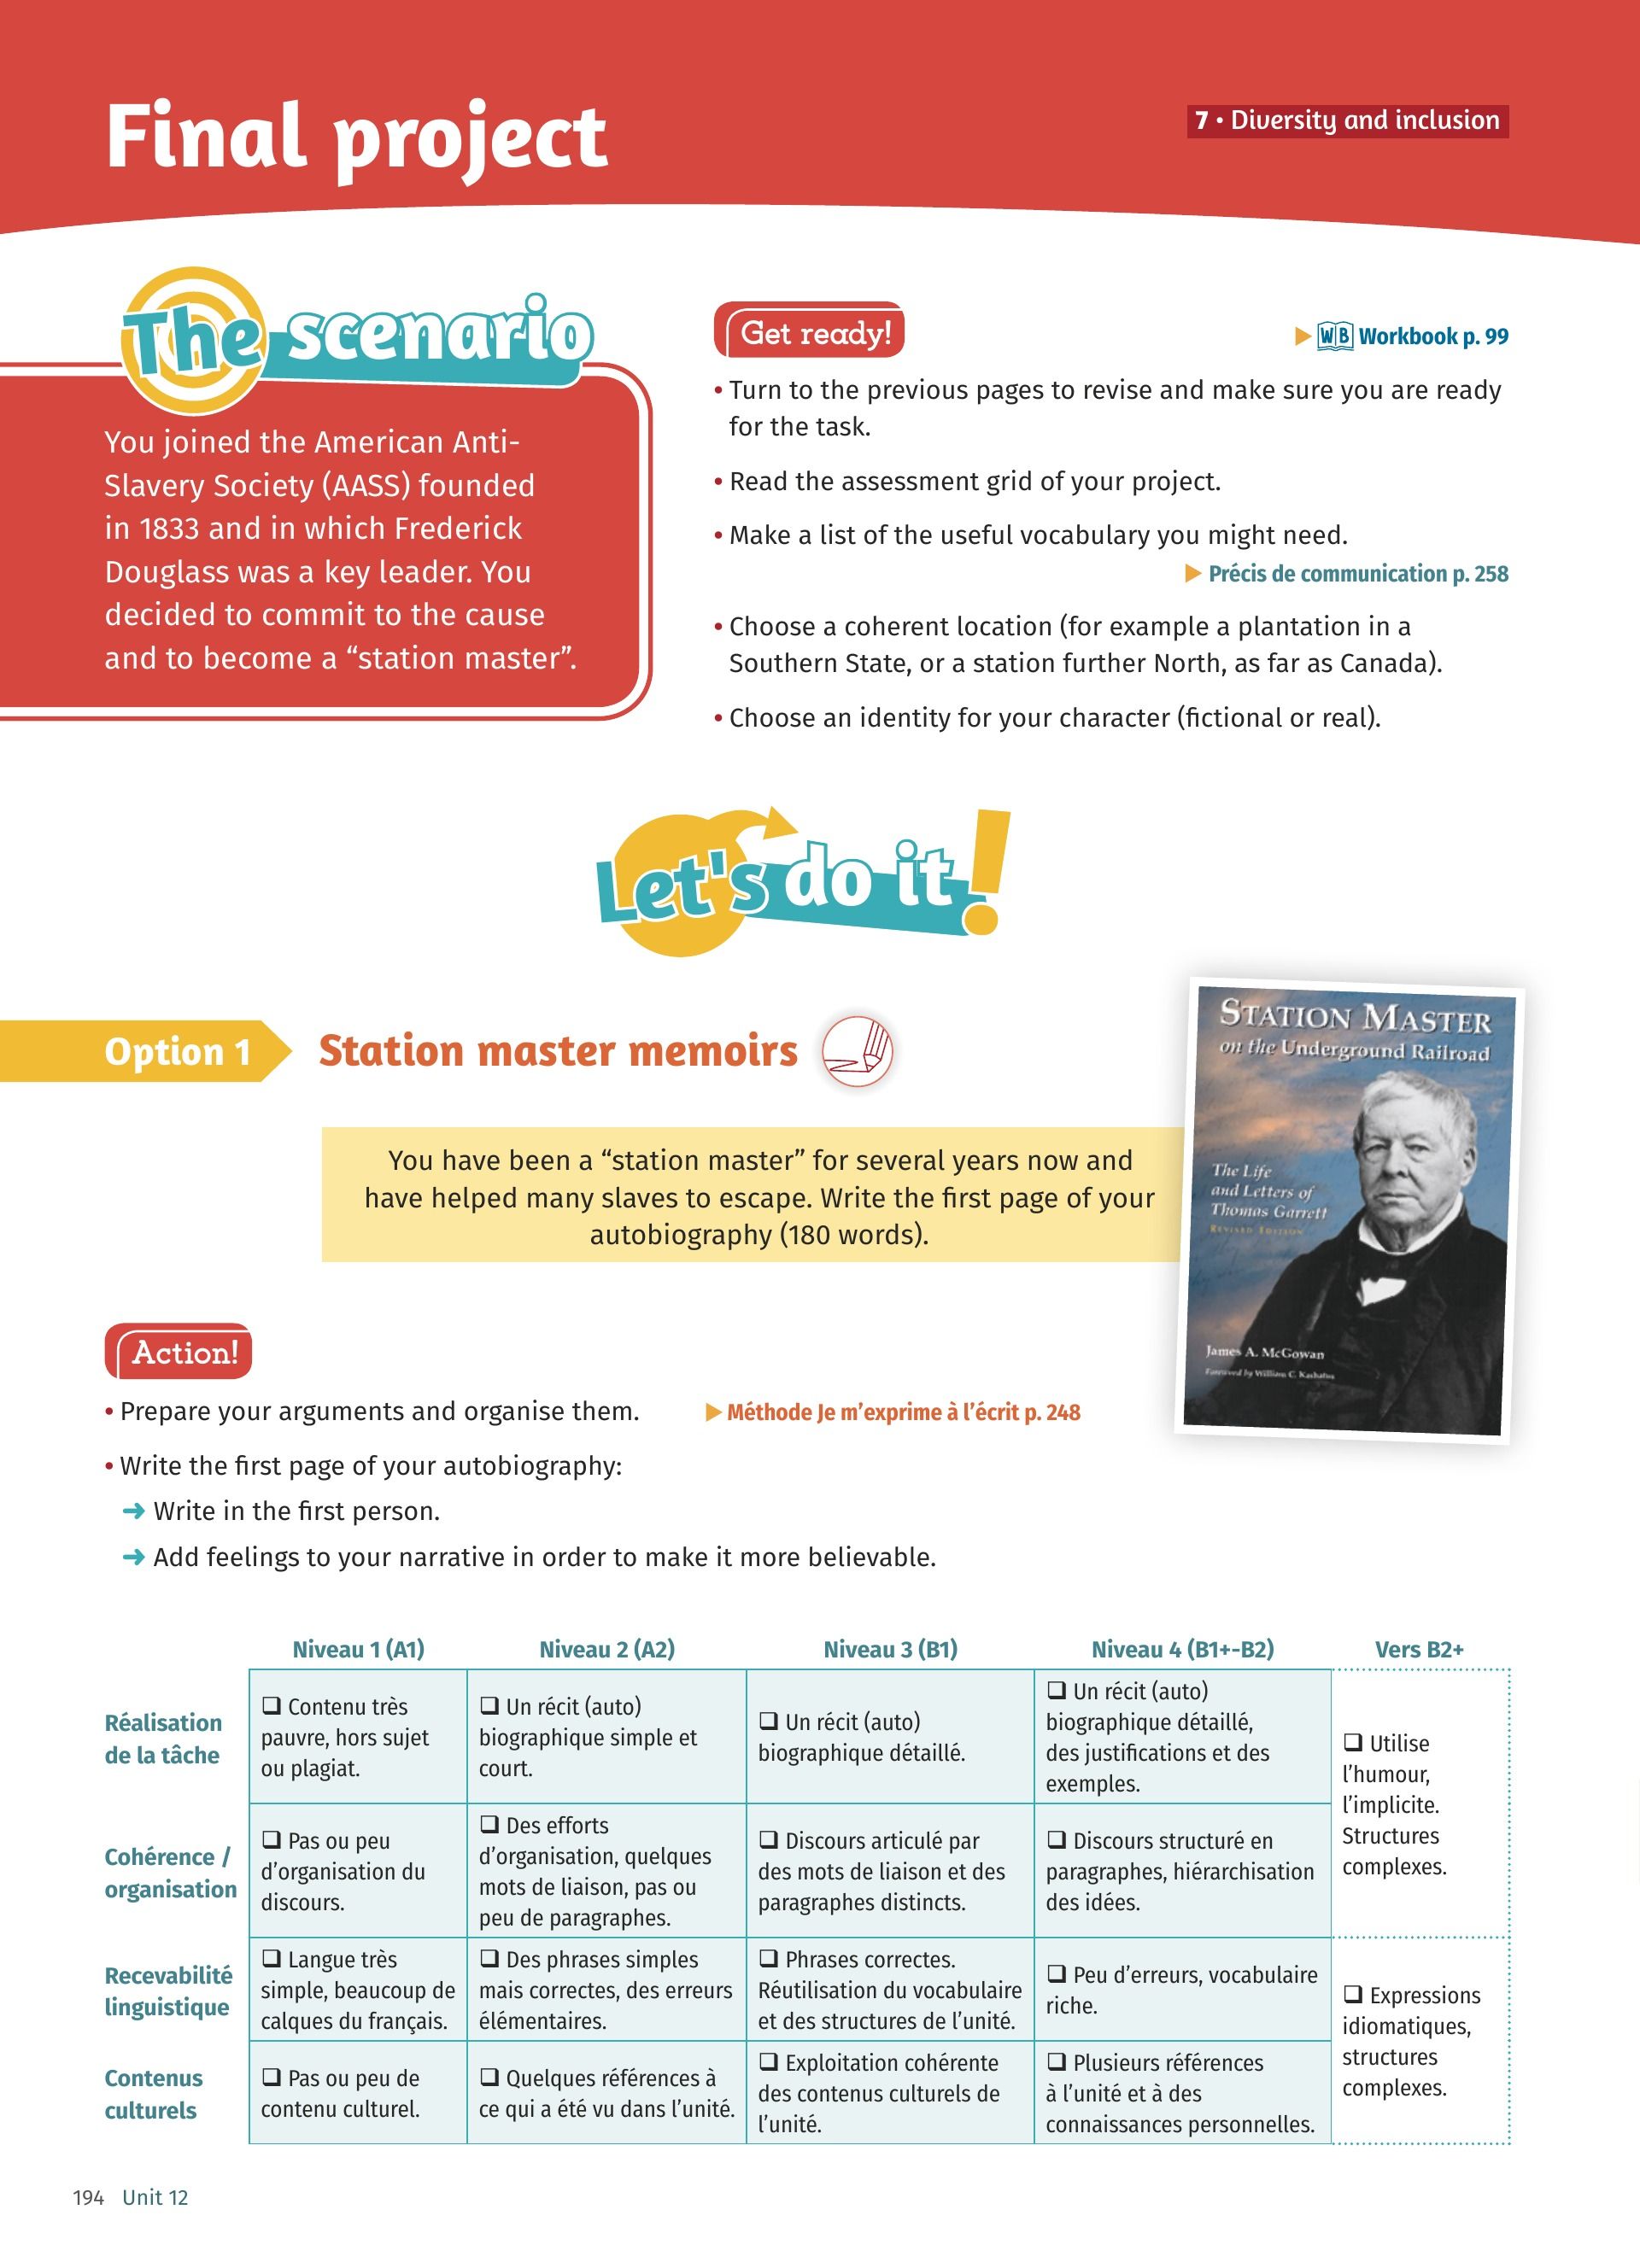 Final project
7 • Diversity and inclusion
The scenario
You joined the American Anti-
Slavery Society (AASS) founded
in 1833 and in which Frederick
Douglass was a key leader. You
decided to commit to the cause
and to become a “station master”.
Get ready!
WB Workbook p. 99
• Turn to the previous pages to revise and make sure you are ready
for the task.
• Read the assessment grid of your project.
• Make a list of the useful vocabulary you might need.
Précis de communication p. 258
• Choose a coherent location (for example a plantation in a
Southern State, or a station further North, as far as Canada).
• Choose an identity for your character (fictional or real).
Let's do it!
Option 1
Station master memoirs
You have been a “station master” for several years now and
have helped many slaves to escape. Write the first page of your
autobiography (180 words).
Station Master
on the Underground Railroad
The Life
and Letters of
Thomas Garrett
Revised Edition
James A. McGowan
Foreword by William C. Kashatus
Action!
• Prepare your arguments and organise them.
Méthode Je m’exprime à l’écrit p. 248
• Write the first page of your autobiography:
➜ Write in the first person.
➜ Add feelings to your narrative in order to make it more believable.
Niveau 1 (A1)
Niveau 2 (A2)
Niveau 3 (B1)
Niveau 4 (B1+-B2)
Vers B2+
Réalisation
de la tâche
❏ Contenu très
pauvre, hors sujet
ou plagiat.
❏ Un récit (auto)
biographique simple et
court.
❏ Un récit (auto)
biographique détaillé.
❏ Un récit (auto)
biographique détaillé,
des justifications et des
exemples.
❏ Utilise
l’humour,
l’implicite.
Structures
complexes.
Cohérence /
organisation
❏ Pas ou peu
d’organisation du
discours.
❏ Des efforts
d’organisation, quelques
mots de liaison, pas ou
peu de paragraphes.
❏ Discours articulé par
des mots de liaison et des
paragraphes distincts.
❏ Discours structuré en
paragraphes, hiérarchisation
des idées.
Recevabilité
linguistique
❏ Langue très
simple, beaucoup de
calques du français.
❏ Des phrases simples
mais correctes, des erreurs
élémentaires.
❏ Phrases correctes.
Réutilisation du vocabulaire
et des structures de l’unité.
❏ Peu d’erreurs, vocabulaire
riche.
❏ Expressions
idiomatiques,
structures
complexes.
Contenus
culturels
❏ Pas ou peu de
contenu culturel.
❏ Quelques références à
ce qui a été vu dans l’unité.
❏ Exploitation cohérente
des contenus culturels de
l’unité.
❏ Plusieurs références
à l’unité et à des
connaissances personnelles.
194 Unit 12